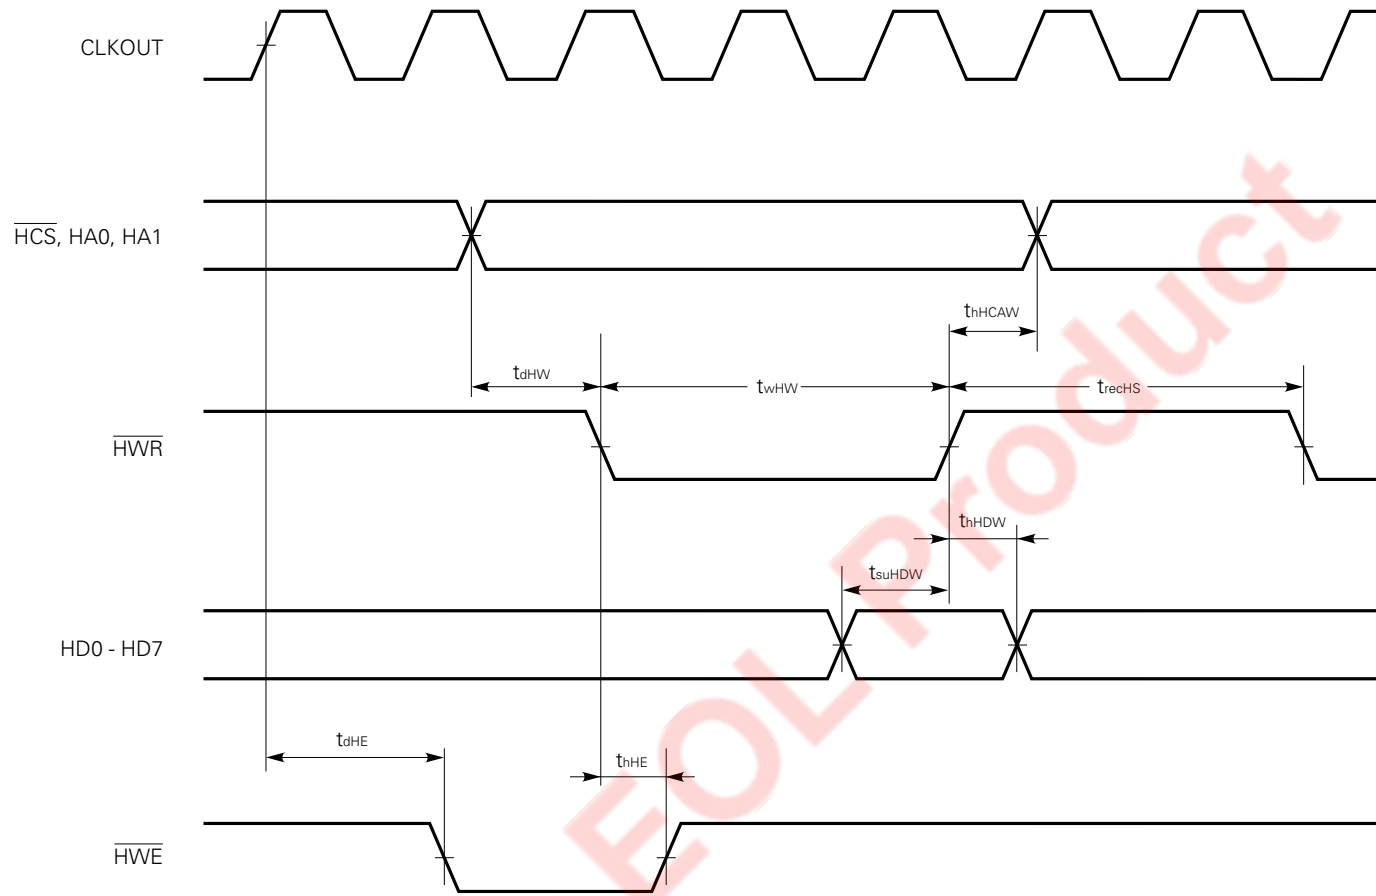 CLKOUT
HCS, HA0, HA1
thHCAW
tdHW
twHW
trecHS
HWR
thHDW
tsuHDW
HD0 - HD7
tdHE
thHE
HWE
EOL Product